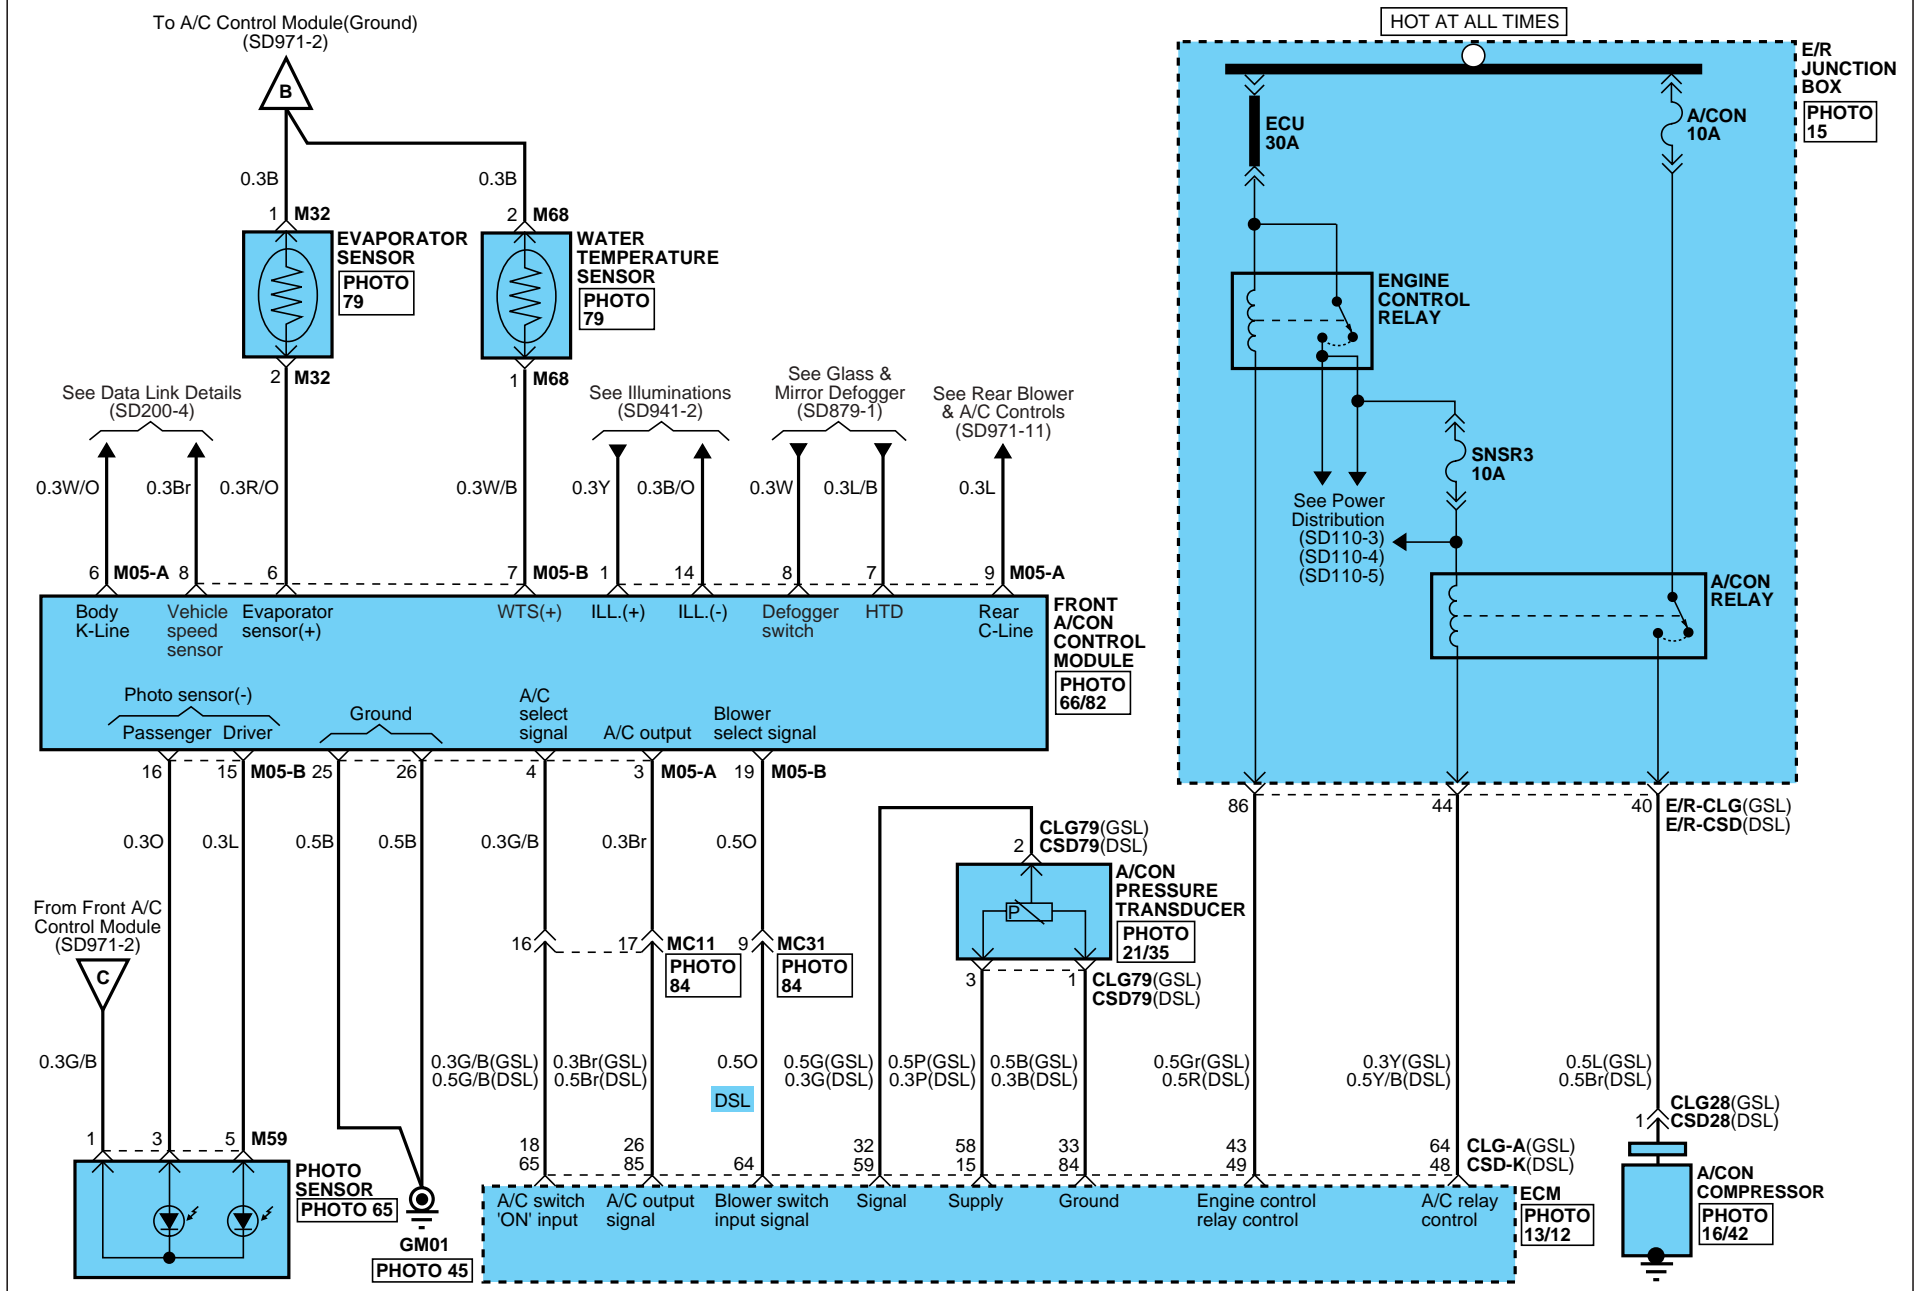 To A/C Control Module(Ground)
(SD971-2)
B
HOT AT ALL TIMES
E/R
JUNCTION
BOX
PHOTO
15
ECU
30A
A/CON
10A
0.3B
0.3B
1 M32
2 M68
EVAPORATOR
SENSOR
PHOTO
79
WATER
TEMPERATURE
SENSOR
PHOTO
79
ENGINE
CONTROL
RELAY
2 M32
1 M68
See Data Link Details
(SD200-4)
See Illuminations
(SD941-2)
See Glass &
Mirror Defogger
(SD879-1)
See Rear Blower
& A/C Controls
(SD971-11)
SNSR3
10A
0.3W/O 0.3Br 0.3R/O 0.3W/B 0.3Y 0.3B/O 0.3W 0.3L/B 0.3L
See Power
Distribution
(SD110-3)
(SD110-4)
(SD110-5)
6 M05-A 8 6 7 M05-B 1 14 8 7 9 M05-A
A/CON
RELAY
Body
K-Line
Vehicle
speed
sensor
Evaporator
sensor(+)
WTS(+)
ILL.(+)
ILL.(-)
Defogger
switch
HTD
Rear
C-Line
FRONT
A/CON
CONTROL
MODULE
PHOTO
66/82
Photo sensor(-)
Passenger Driver
Ground
A/C
select
signal
A/C output
Blower
select signal
16 15 M05-B 25 26 4 3 M05-A 19 M05-B
86 44 40 E/R-CLG(GSL)
E/R-CSD(DSL)
0.3O 0.3L 0.5B 0.5B 0.3G/B 0.3Br 0.5O
CLG79(GSL)
2 CSD79(DSL)
A/CON
PRESSURE
TRANSDUCER
PHOTO
21/35
P
From Front A/C
Control Module
(SD971-2)
C
16 17 MC11
PHOTO
84
9 MC31
PHOTO
84
3 1 CLG79(GSL)
CSD79(DSL)
0.3G/B
0.3G/B(GSL)
0.5G/B(DSL)
0.3Br(GSL)
0.5Br(DSL)
0.5O
DSL
0.5G(GSL)
0.3G(DSL)
0.5P(GSL)
0.3P(DSL)
0.5B(GSL)
0.3B(DSL)
0.5Gr(GSL)
0.5R(DSL)
0.3Y(GSL)
0.5Y/B(DSL)
0.5L(GSL)
0.5Br(DSL)
CLG28(GSL)
1 CSD28(DSL)
1 3 5 M59
18 26 32 58 33 43 64 CLG-A(GSL)
65 85 64 59 15 84 49 48 CSD-K(DSL)
PHOTO
SENSOR
PHOTO 65
GM01
PHOTO 45
A/C switch
'ON' input
A/C output
signal
Blower switch
input signal
Signal
Supply
Ground
Engine control
relay control
A/C relay
control
ECM
PHOTO
13/12
A/CON
COMPRESSOR
PHOTO
16/42